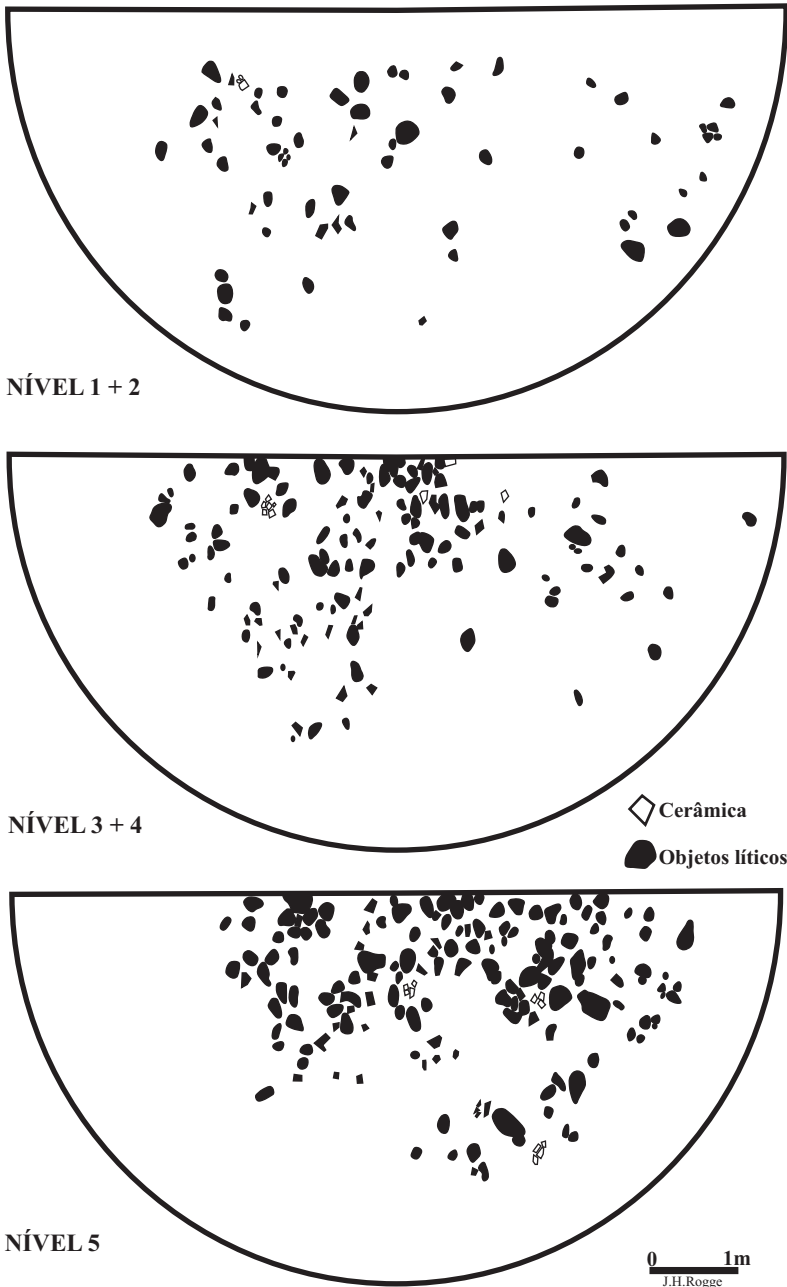 NÍVEL 1 + 2
NÍVEL 3 + 4
Cerâmica
Objetos líticos
NÍVEL 5
0 1m
J.H.Rogge